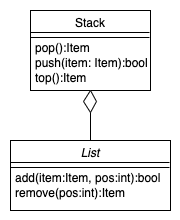 Stack
pop():Item
push(item: Item):bool
top():Item
List
add(item:Item, pos:int):bool
remove(pos:int):Item